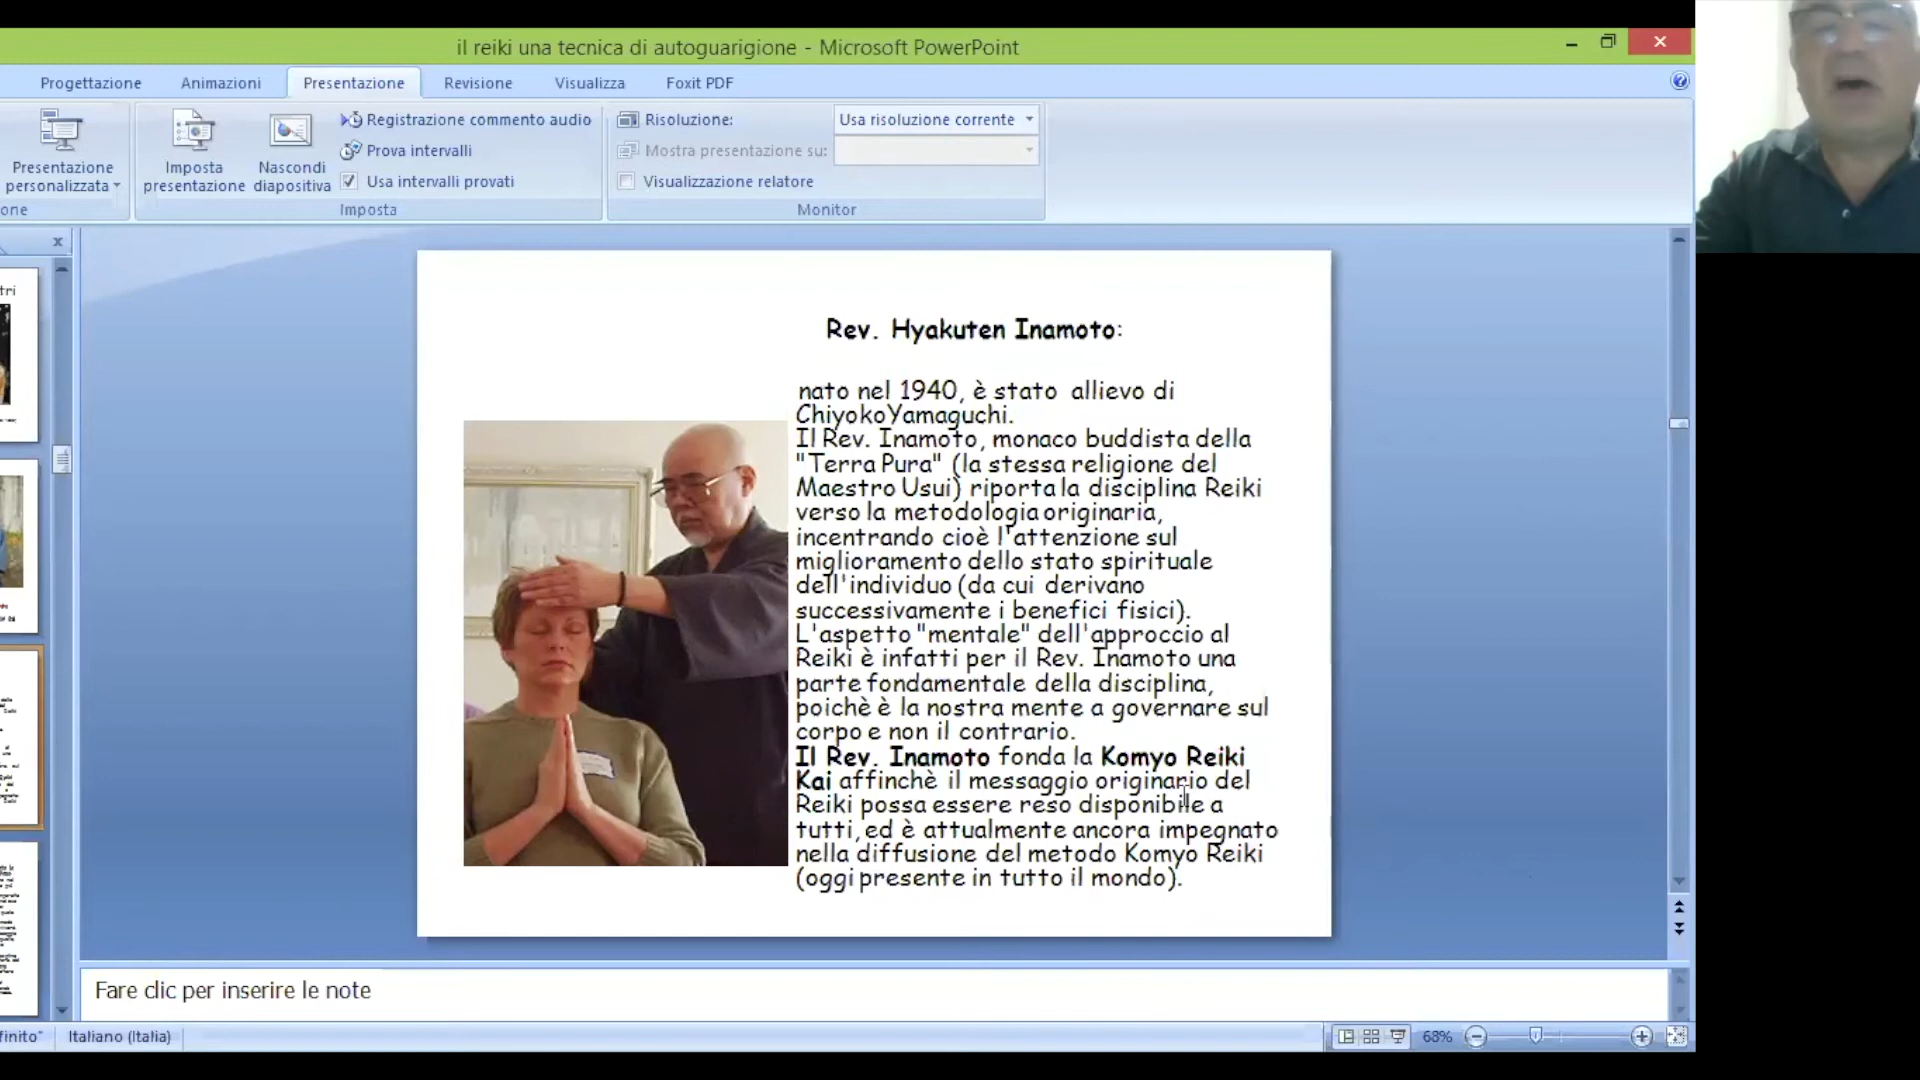 il reiki una tecnica di autoguarigione - Microsoft PowerPoint
Progettazione
Animazioni
Presentazione
Revisione
Visualizza
Foxit PDF
Presentazione
personalizzata
one
Imposta
presentazione
Nascondi
diapositiva
Registrazione commento audio
Prova intervalli
Usa intervalli provati
Imposta
Risoluzione:
Usa risoluzione corrente
Mostra presentazione su:
Visualizzazione relatore
Monitor
tri
Rev. Hyakuten Inamoto:
nato nel 1940, è stato allievo di
ChiyokoYamaguchi.
Il Rev. Inamoto, monaco buddista della
"Terra Pura" (la stessa religione del
Maestro Usui) riporta la disciplina Reiki
verso la metodologia originaria,
incentrando cioè l'attenzione sul
miglioramento dello stato spirituale
dell'individuo (da cui derivano
successivamente i benefici fisici).
L'aspetto "mentale" dell'approccio al
Reiki è infatti per il Rev. Inamoto una
parte fondamentale della disciplina,
poichè è la nostra mente a governare sul
corpo e non il contrario.
Il Rev. Inamoto fonda la Komyo Reiki
Kai affinchè il messaggio originario del
Reiki possa essere reso disponibile a
tutti, ed è attualmente ancora impegnato
nella diffusione del metodo Komyo Reiki
(oggi presente in tutto il mondo).
Fare clic per inserire le note
finito"
Italiano (Italia)
68%